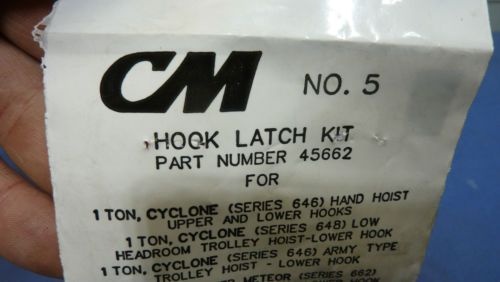 CM NO. 5
HOOK LATCH KIT
PART NUMBER 45662
FOR
1 TON, CYCLONE (SERIES 646) HAND HOIST
UPPER AND LOWER HOOKS
1 TON, CYCLONE (SERIES 648) LOW
HEADROOM TROLLEY HOIST-LOWER HOOK
1 TON, CYCLONE (SERIES 646) ARMY TYPE
TROLLEY HOIST - LOWER HOOK
METEOR (SERIES 662)
HOOK